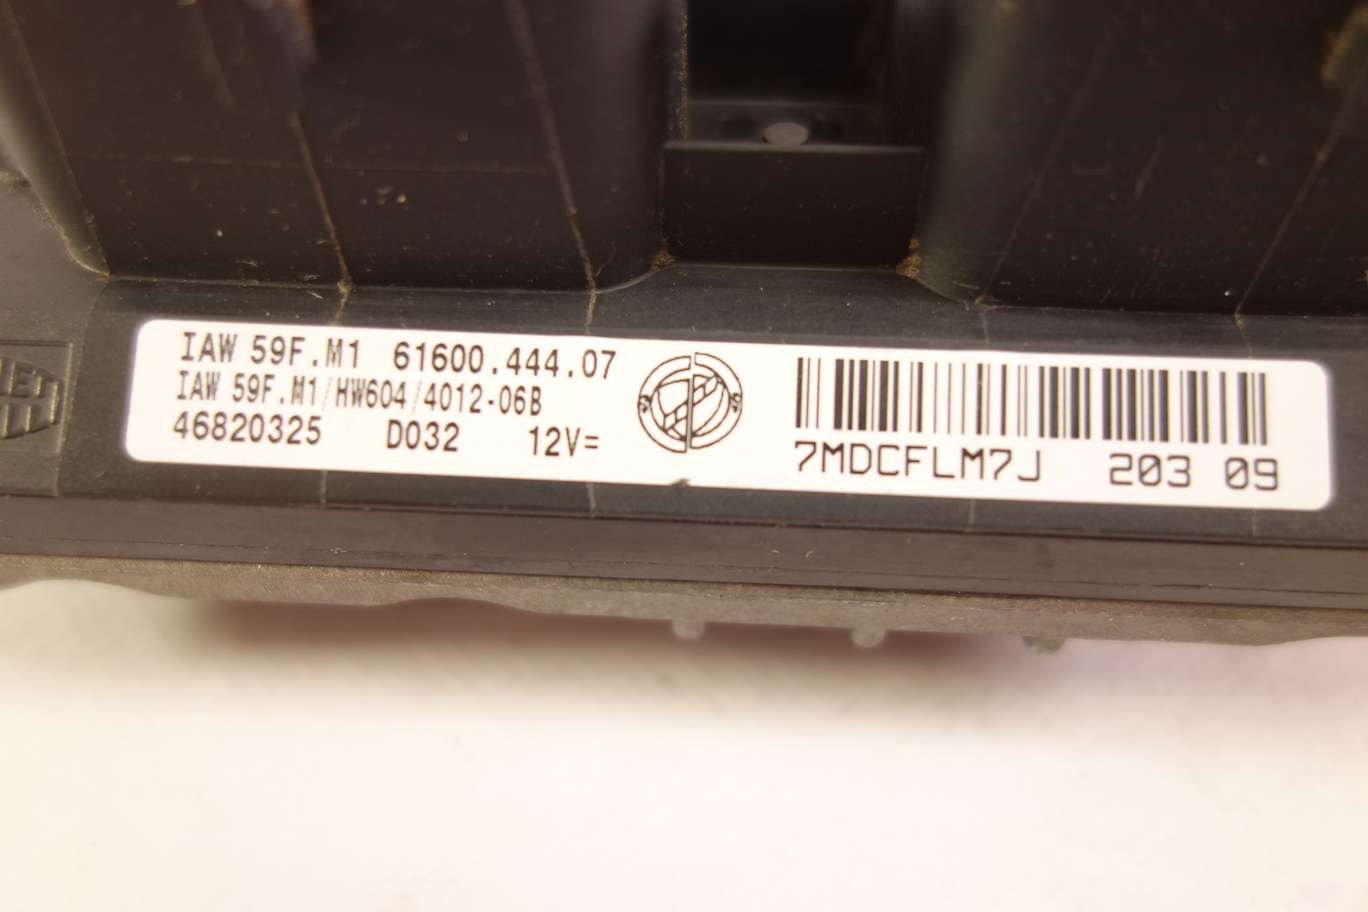 IAW 59F.M1 61600.444.07
IAW 59F.M1/HW604/4012-06B
46820325 D032 12V=
7MDCFLM7J 203 09